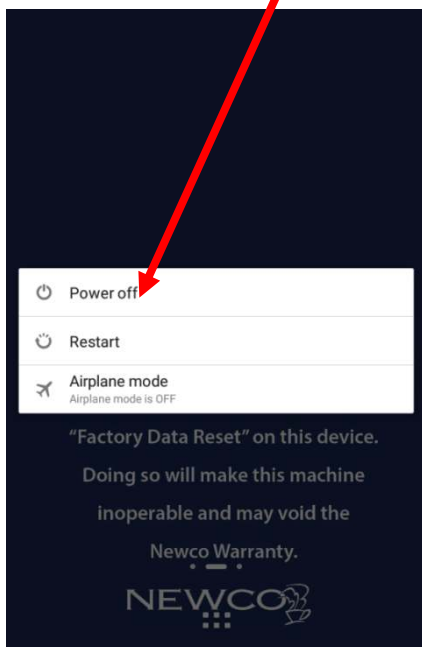 Power off
Restart
Airplane mode
Airplane mode is OFF
“Factory Data Reset” on this device.
Doing so will make this machine
inoperable and may void the
Newco Warranty.
NEWCO